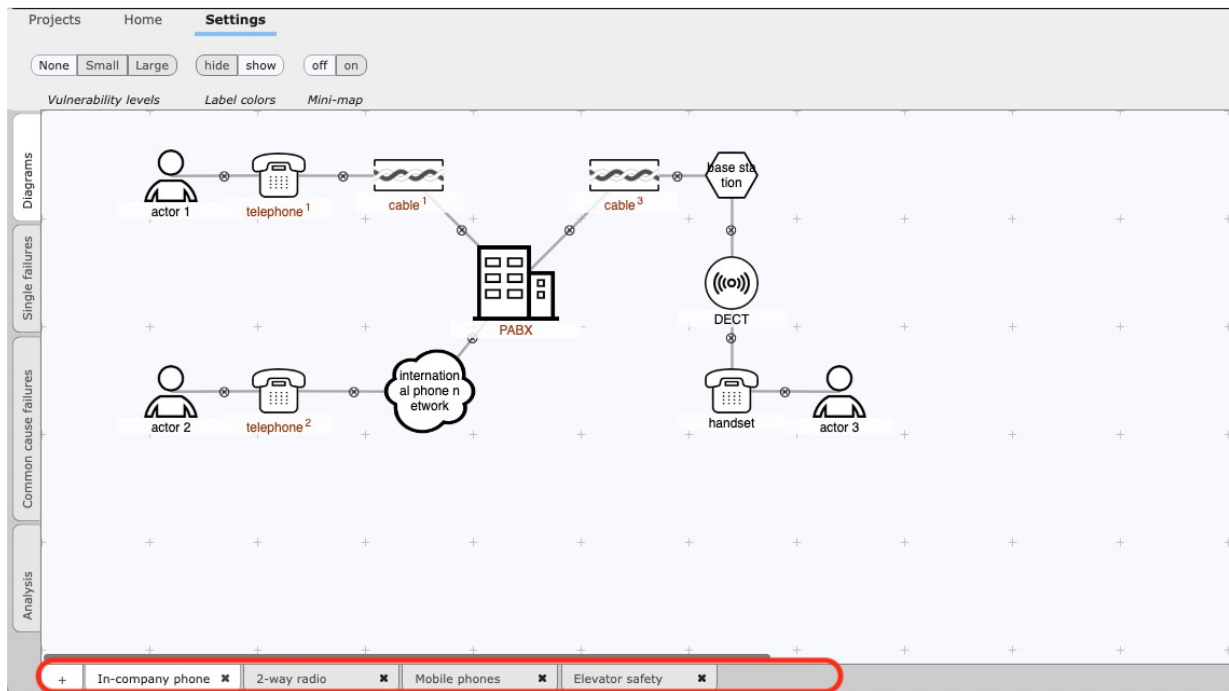 Projects Home Settings
None Small Large hide show off on
Vulnerability levels Label colors Mini-map
Diagrams
Single failures
Common cause failures
Analysis
actor 1
telephone 1
cable 1
cable 3
base sta
tion
PABX
DECT
internation
al phone n
etwork
actor 2
telephone 2
handset
actor 3
+ In-company phone ✖ 2-way radio ✖ Mobile phones ✖ Elevator safety ✖